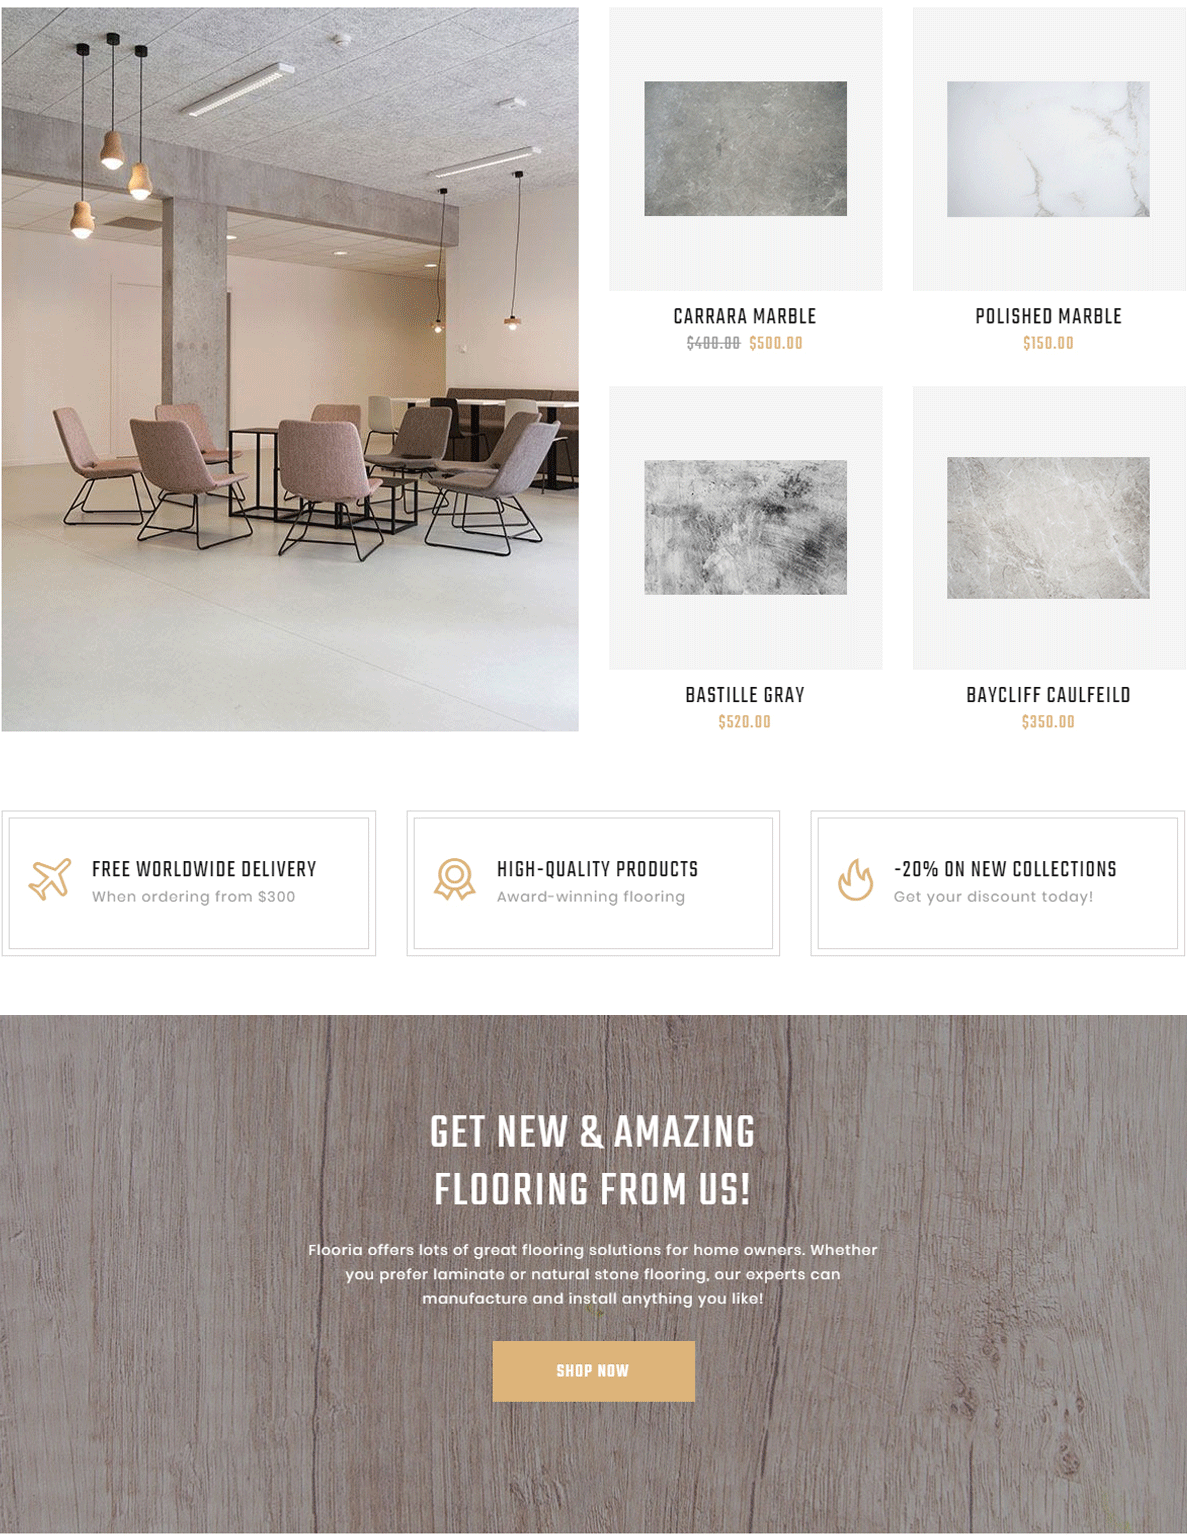 CARRARA MARBLE
$400.00 $500.00
POLISHED MARBLE
$150.00
BASTILLE GRAY
$520.00
BAYCLIFF CAULFEILD
$350.00
FREE WORLDWIDE DELIVERY
When ordering from $300
HIGH-QUALITY PRODUCTS
Award-winning flooring
-20% ON NEW COLLECTIONS
Get your discount today!
GET NEW & AMAZING
FLOORING FROM US!
Flooria offers lots of great flooring solutions for home owners. Whether
you prefer laminate or natural stone flooring, our experts can
manufacture and install anything you like!
SHOP NOW